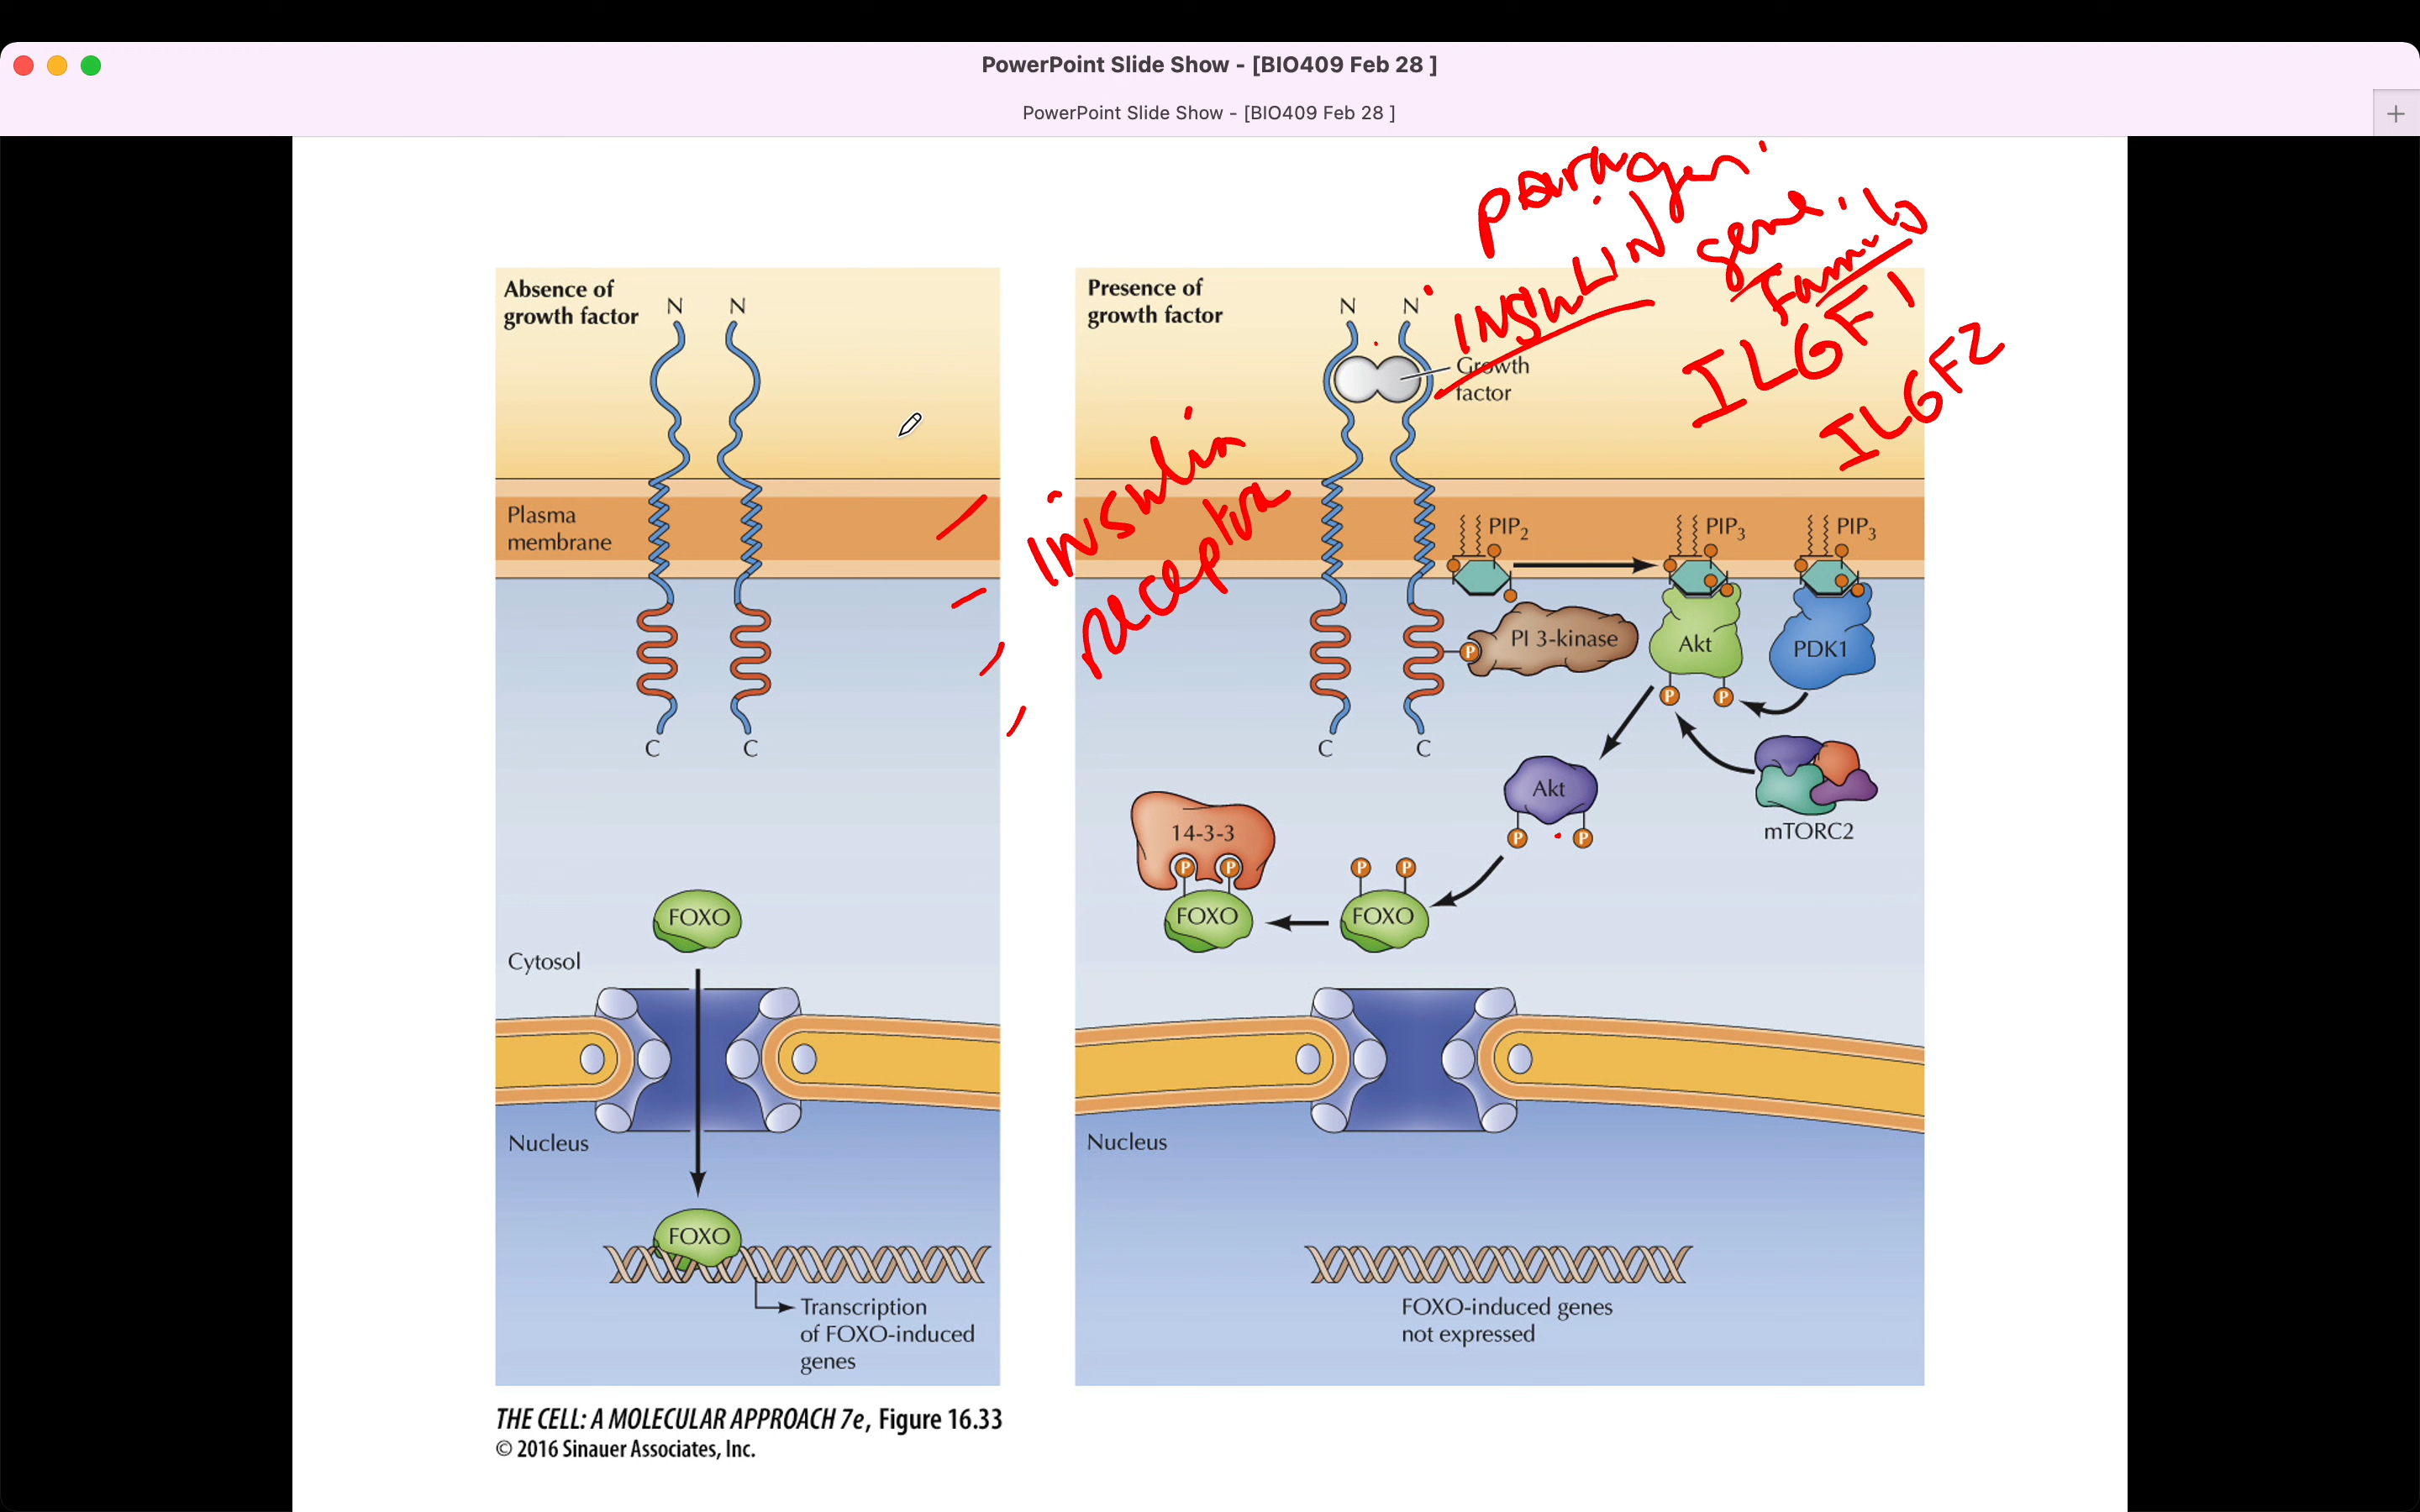 PowerPoint Slide Show - [BIO409 Feb 28 ]
PowerPoint Slide Show - [BIO409 Feb 28 ]
+
gene
Family
INSULIN
ILGF1
ILGF2
insulin
receptor
Absence of
growth factor
N N
Plasma
membrane
C C
FOXO
Cytosol
Nucleus
FOXO
Transcription
of FOXO-induced
genes
Presence of
growth factor
N N
Growth
factor
PIP2
PIP3
PIP3
P
PI 3-kinase
Akt
PDK1
P P
C C
mTORC2
Akt
P P
14-3-3
P P
FOXO
P P
FOXO
Nucleus
FOXO-induced genes
not expressed
THE CELL: A MOLECULAR APPROACH 7e, Figure 16.33
© 2016 Sinauer Associates, Inc.